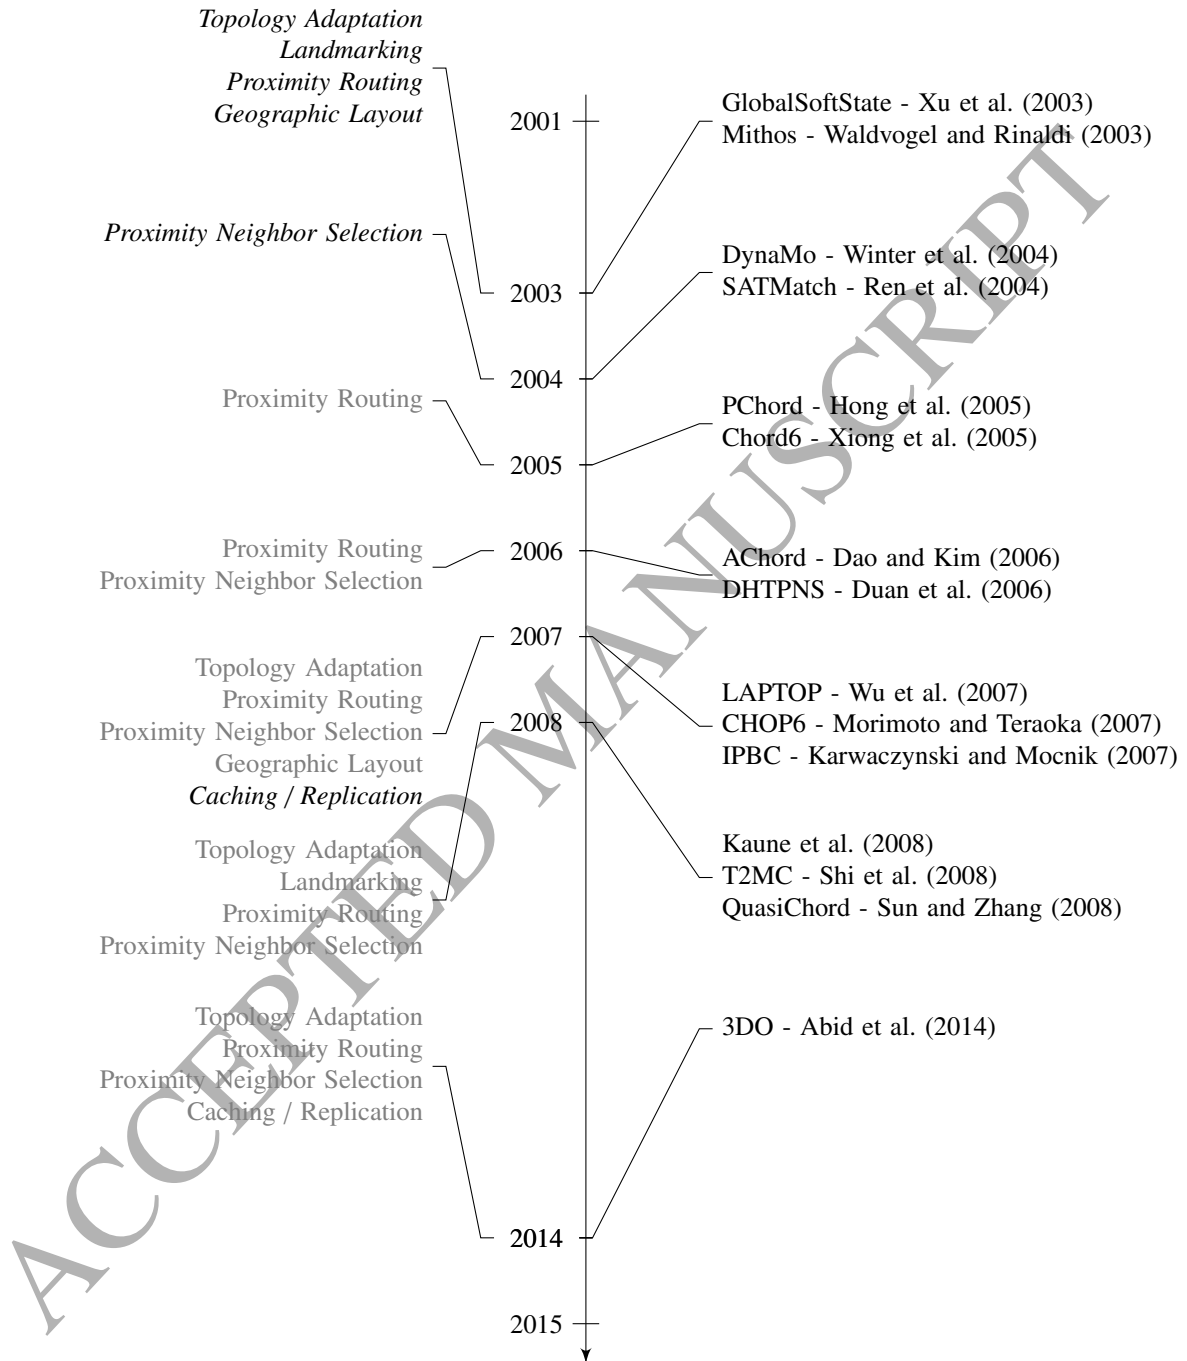 Topology Adaptation
Landmarking
Proximity Routing
Geographic Layout
2001
GlobalSoftState - Xu et al. (2003)
Mithos - Waldvogel and Rinaldi (2003)
Proximity Neighbor Selection
2003
DynaMo - Winter et al. (2004)
SATMatch - Ren et al. (2004)
2004
Proximity Routing
2005
PChord - Hong et al. (2005)
Chord6 - Xiong et al. (2005)
Proximity Routing
Proximity Neighbor Selection
2006
AChord - Dao and Kim (2006)
DHTPNS - Duan et al. (2006)
2007
Topology Adaptation
Proximity Routing
Proximity Neighbor Selection
Geographic Layout
Caching / Replication
2008
LAPTOP - Wu et al. (2007)
CHOP6 - Morimoto and Teraoka (2007)
IPBC - Karwaczynski and Mocnik (2007)
Topology Adaptation
Landmarking
Proximity Routing
Proximity Neighbor Selection
Kaune et al. (2008)
T2MC - Shi et al. (2008)
QuasiChord - Sun and Zhang (2008)
Topology Adaptation
Proximity Routing
Proximity Neighbor Selection
Caching / Replication
3DO - Abid et al. (2014)
2014
2015
ACCEPTED MANUSCRIPT